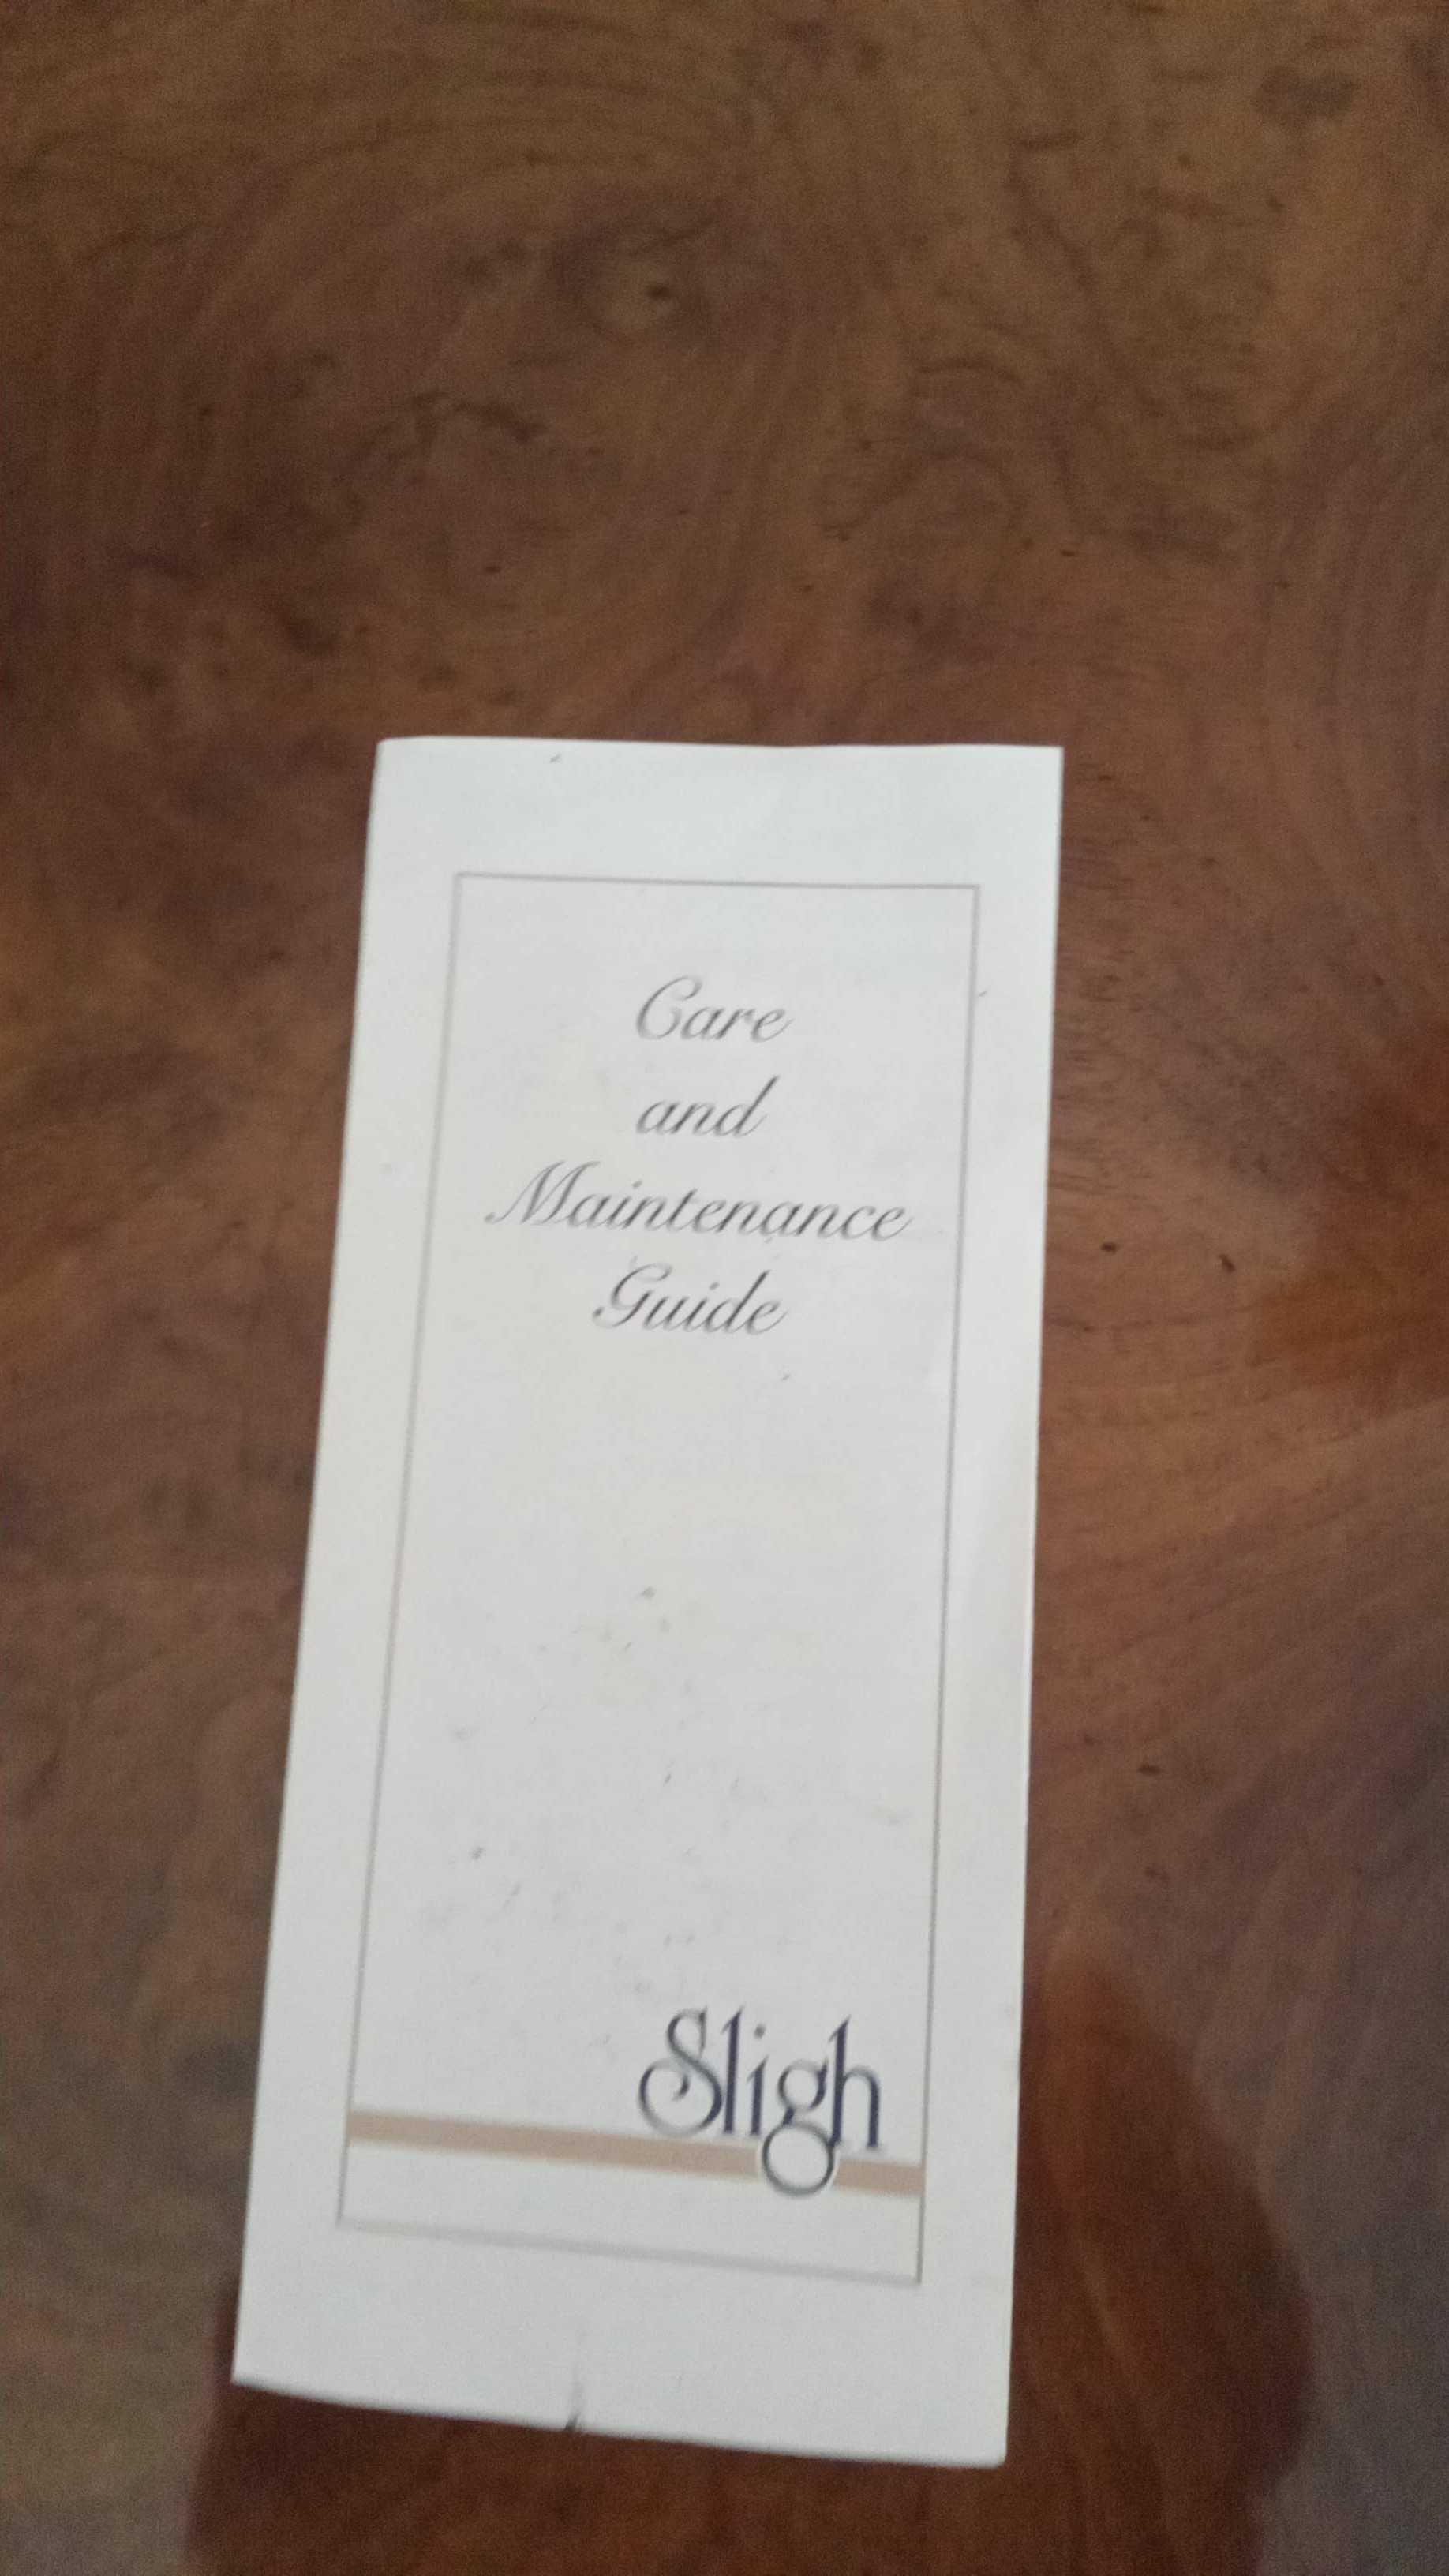 Care
and
Maintenance
Guide
Sligh